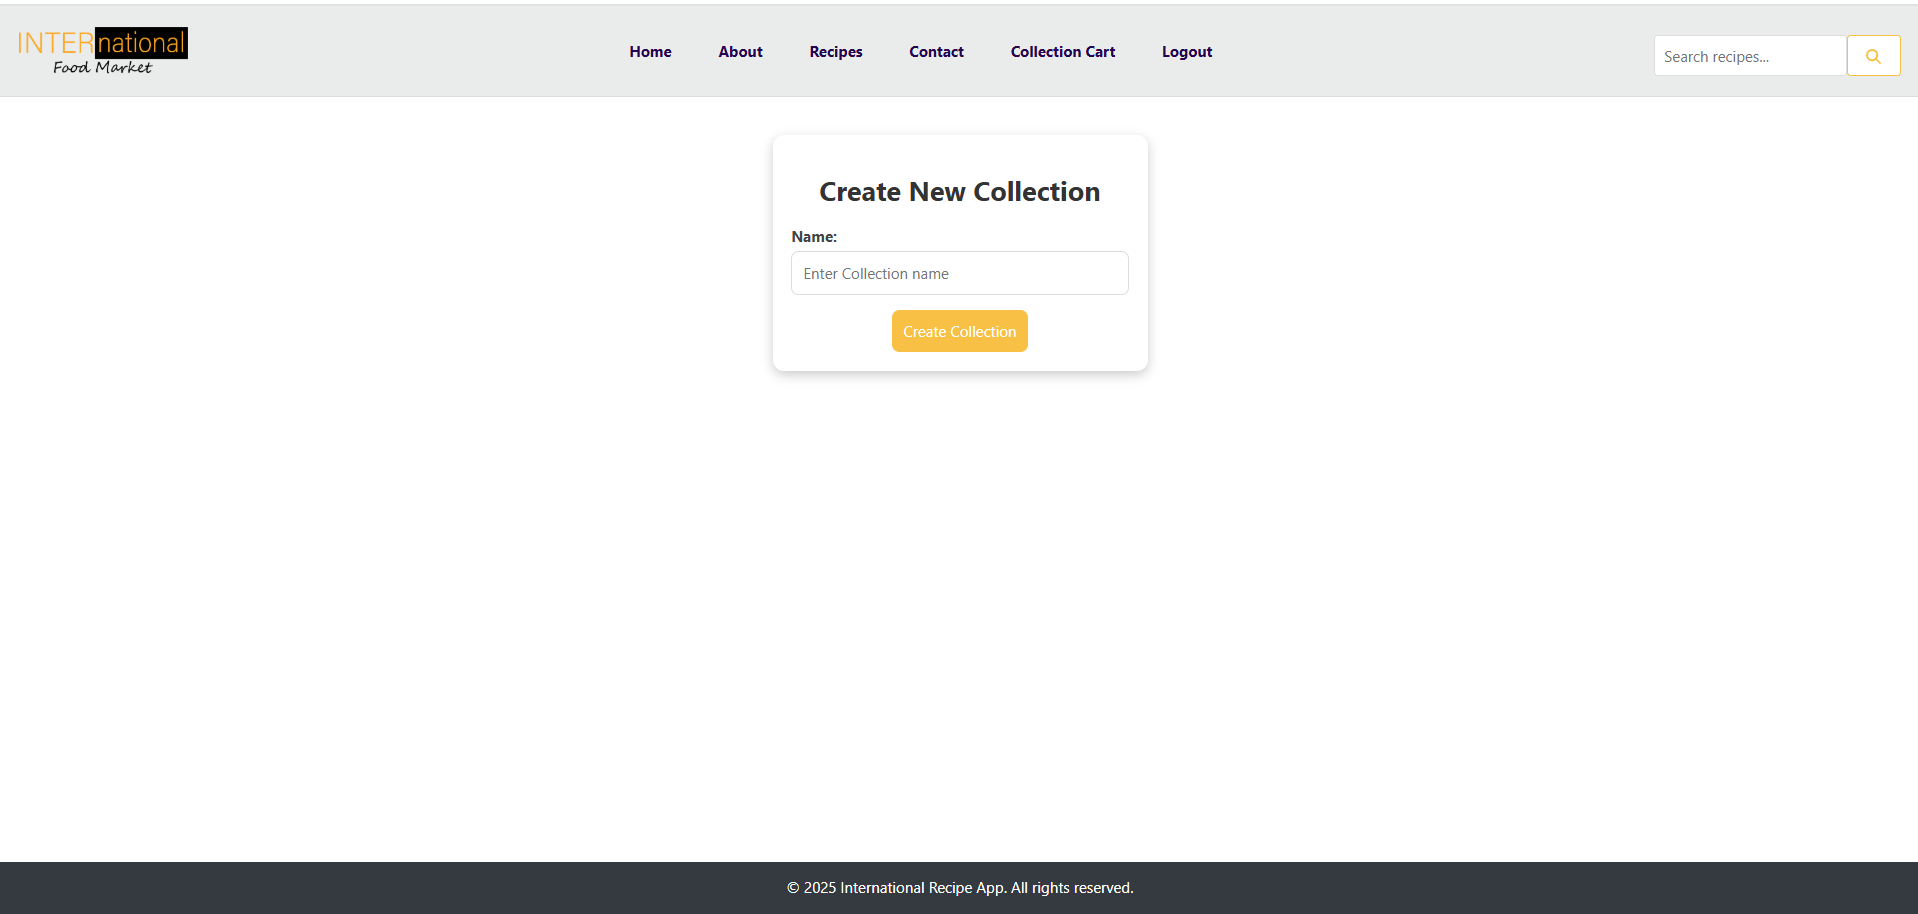 INTERnational
Food Market
Home About Recipes Contact Collection Cart Logout
Search recipes...
Create New Collection
Name:
Enter Collection name
Create Collection
© 2025 International Recipe App. All rights reserved.